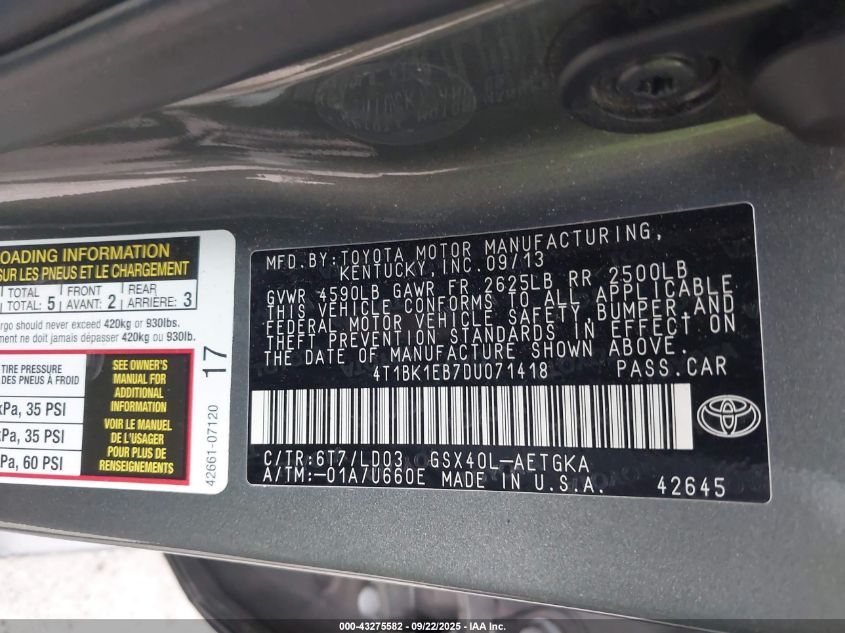 OADING INFORMATION
SUR LES PNEUS ET LE CHARGEMENT
TOTAL 5 FRONT 2 REAR 3
TOTAL: AVANT: ARRIÈRE:
rgo should never exceed 420kg or 930lbs.
ment ne doit jamais dépasser 420kg ou 930lb.
TIRE PRESSURE
DES PNEUS À FROID
kPa, 35 PSI
kPa, 35 PSI
kPa, 60 PSI
SEE OWNER'S
MANUAL FOR
ADDITIONAL
INFORMATION
VOIR LE MANUEL
DE L'USAGER
POUR PLUS DE
RENSEIGNEMENTS
17
42661-07120
MFD.BY:TOYOTA MOTOR MANUFACTURING,
KENTUCKY,INC.09/13
GVWR 4590LB GAWR FR 2625LB RR 2500LB
THIS VEHICLE CONFORMS TO ALL APPLICABLE
FEDERAL MOTOR VEHICLE SAFETY,BUMPER,AND
THEFT PREVENTION STANDARDS IN EFFECT ON
THE DATE OF MANUFACTURE SHOWN ABOVE.
4T1BK1EB7DU071418 PASS.CAR
C/TR:6T7/LD03 GSX40L-AETGKA
A/TM:-01A/U660E MADE IN U.S.A. 42645
000-43275582 - 09/22/2025 - IAA Inc.